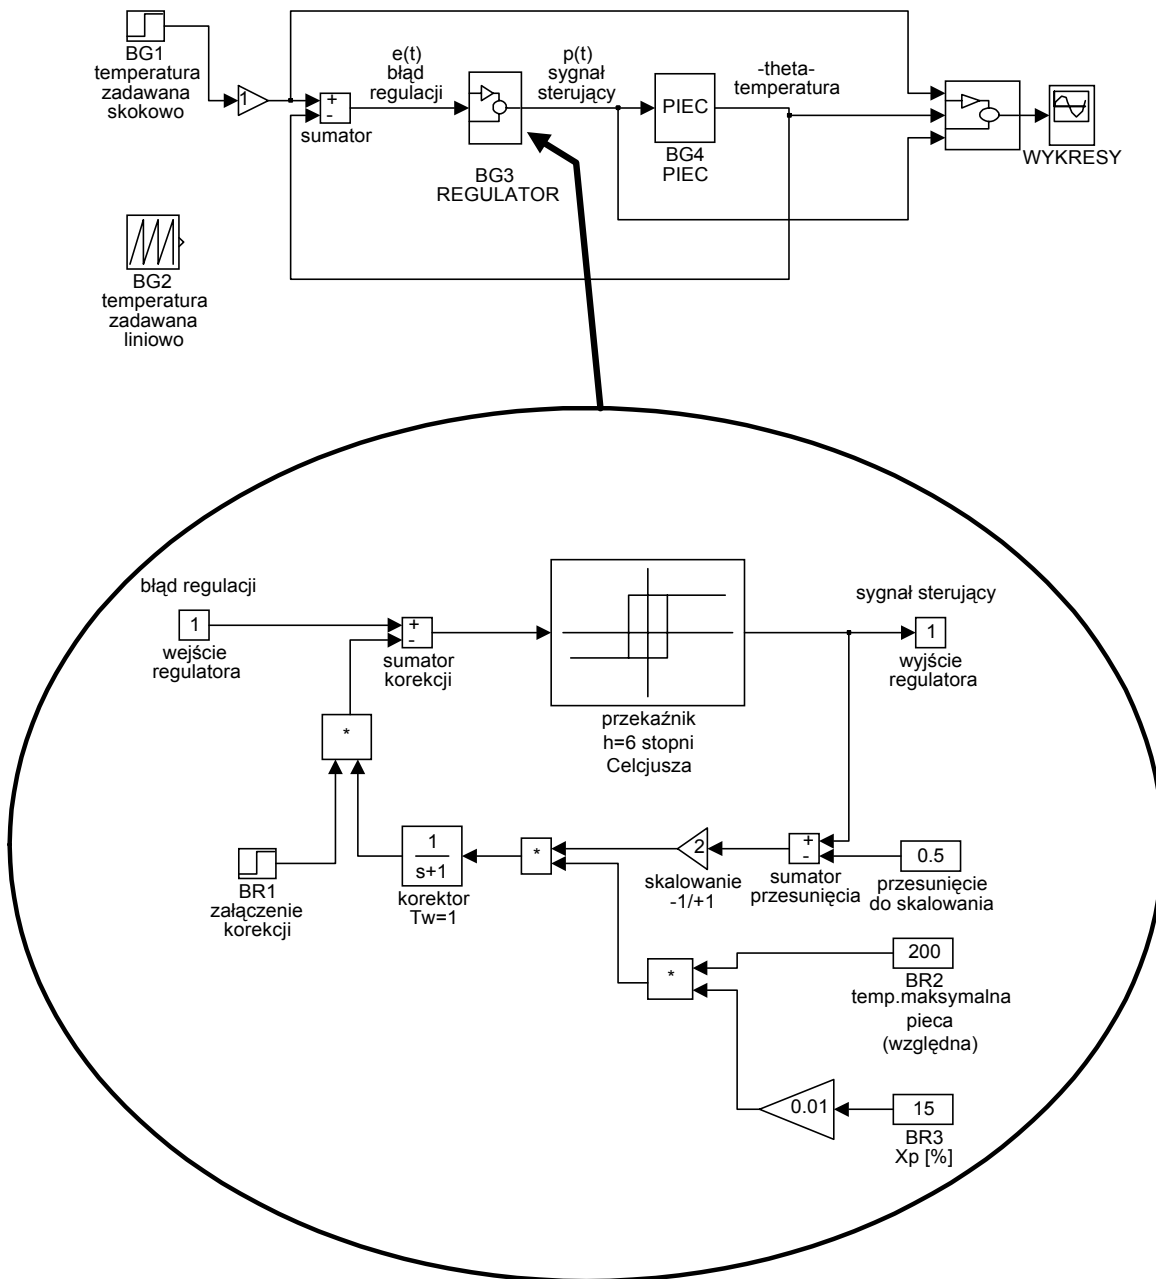 BG1
temperatura
zadawana
skokowo
1
+
-
sumator
e(t)
błąd
regulacji
BG3
REGULATOR
p(t)
sygnał
sterujący
PIEC
BG4
PIEC
-theta-
temperatura
WYKRESY
BG2
temperatura
zadawana
liniowo
błąd regulacji
1
wejście
regulatora
+
-
sumator
korekcji
przekaźnik
h=6 stopni
Celcjusza
sygnał sterujący
1
wyjście
regulatora
*
BR1
załączenie
korekcji
1
s+1
korektor
Tw=1
*
2
skalowanie
-1/+1
+
-
sumator
przesunięcia
0.5
przesunięcie
do skalowania
*
200
BR2
temp.maksymalna
pieca
(względna)
0.01
15
BR3
Xp [%]